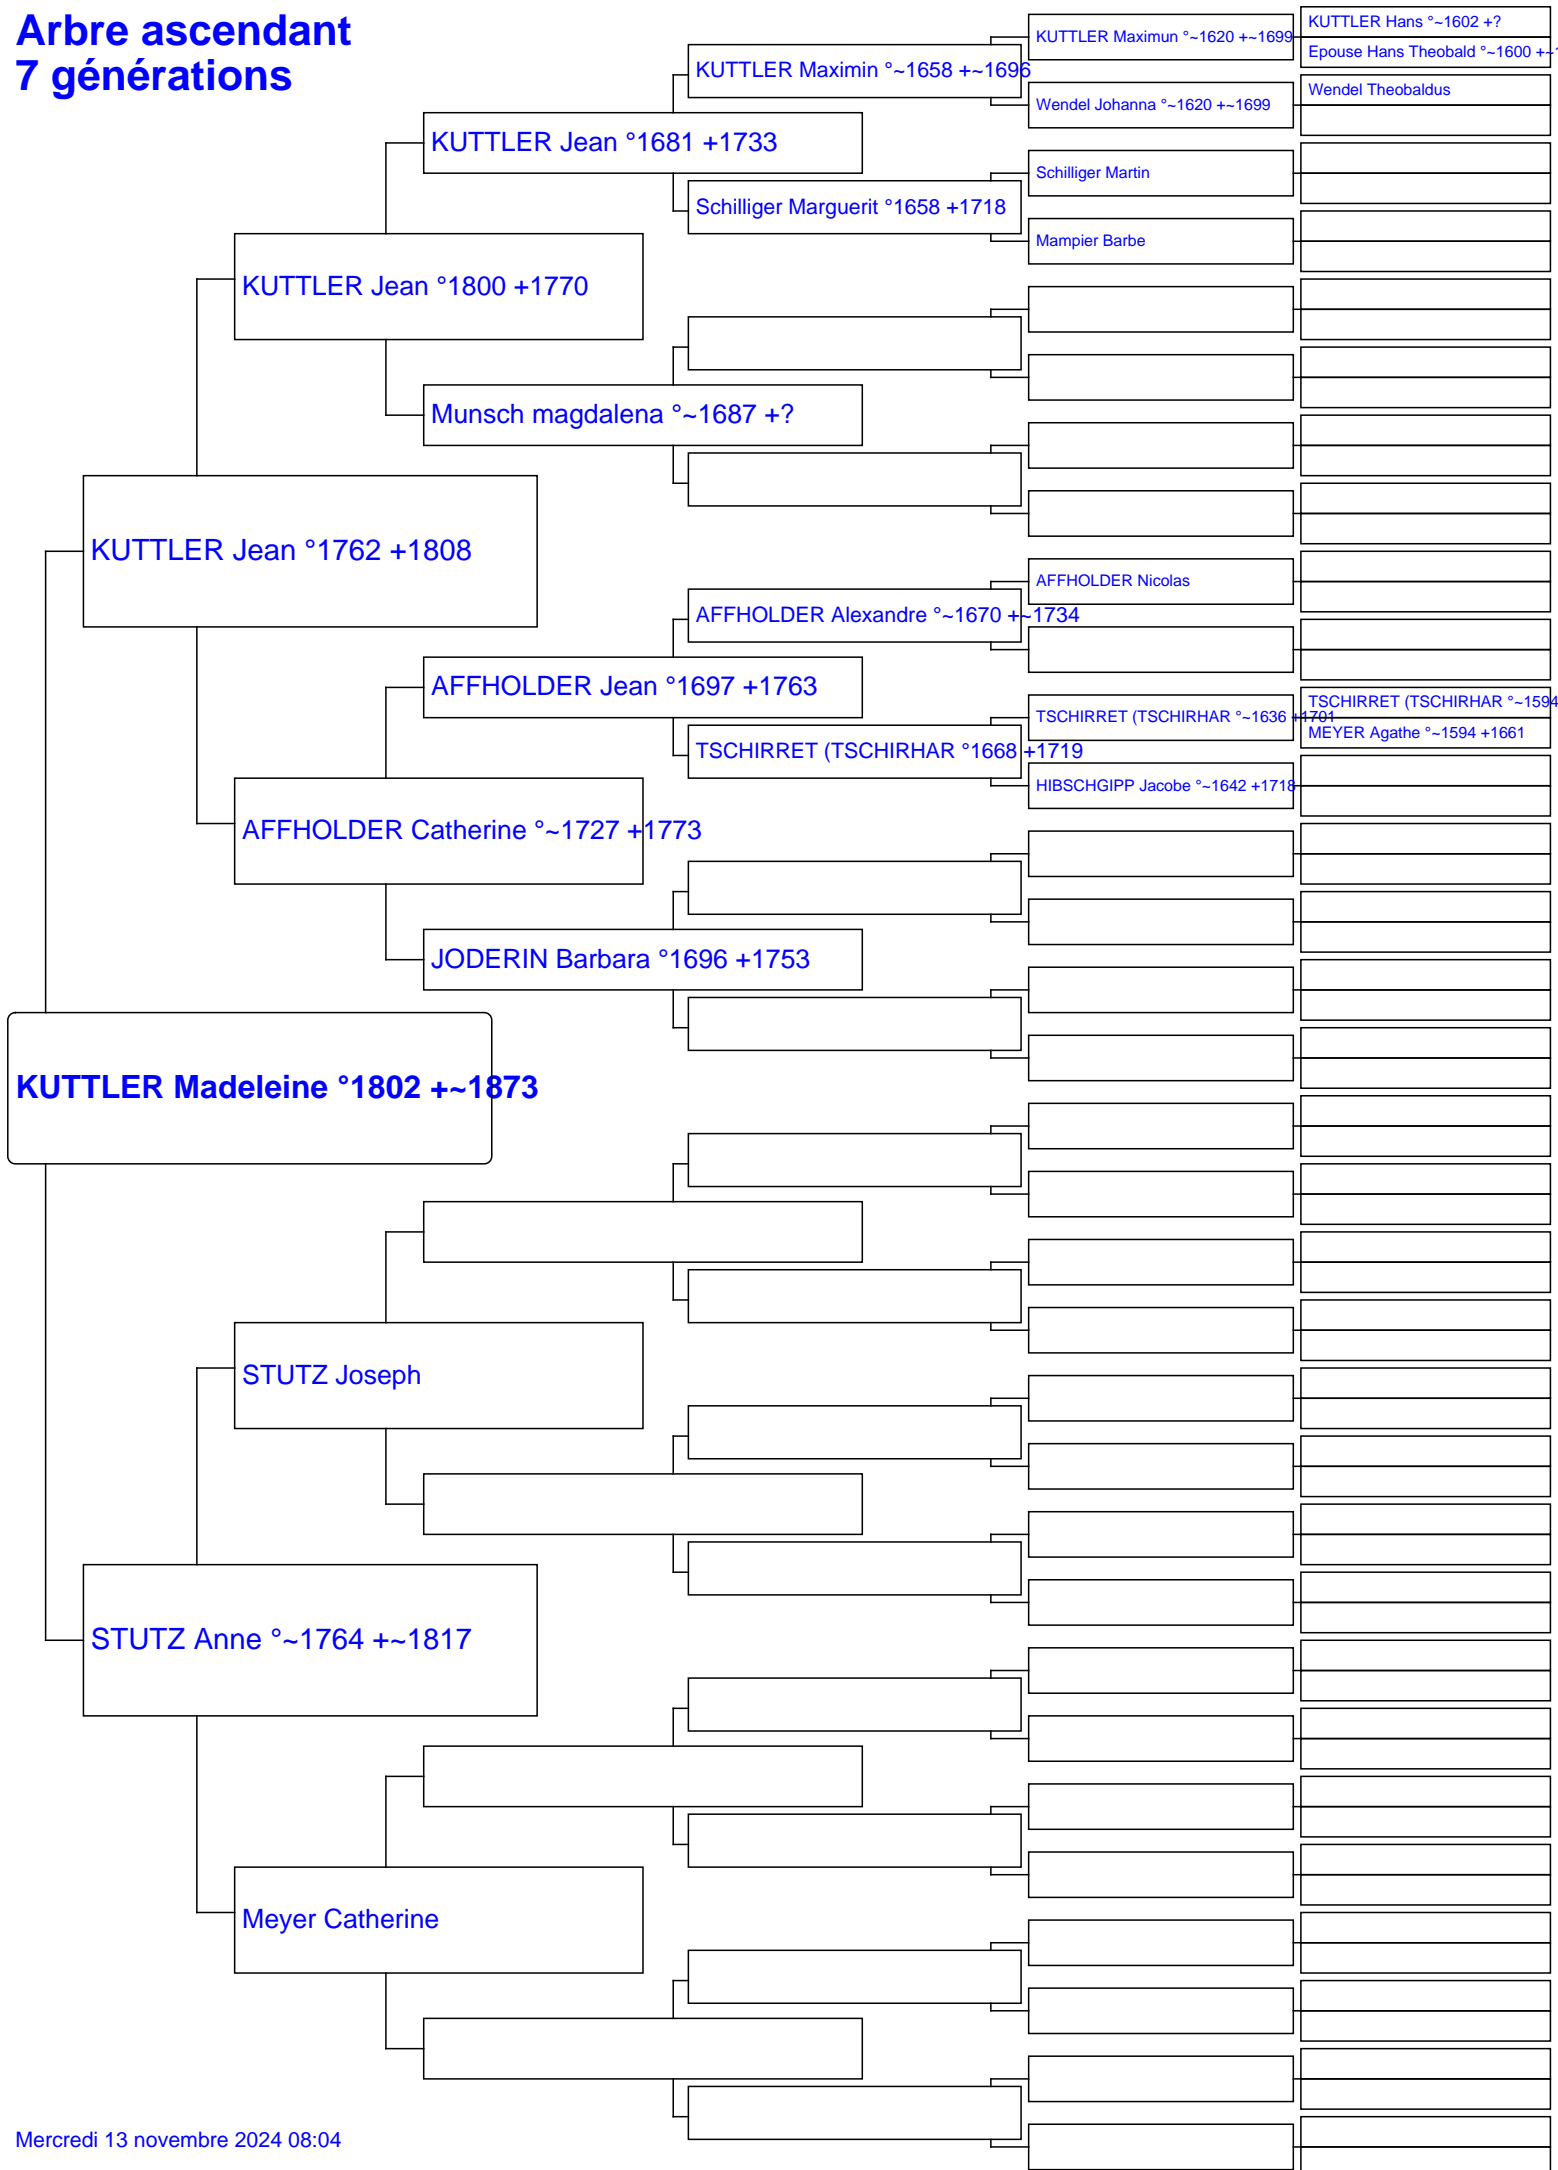 Arbre ascendant
7 générations
KUTTLER Hans °~1602 +?
KUTTLER Maximun °~1620 +~1699
Epouse Hans Theobald °~1600 +~
KUTTLER Maximin °~1658 +~1696
Wendel Theobaldus
Wendel Johanna °~1620 +~1699
KUTTLER Jean °1681 +1733
Schilliger Martin
Schilliger Marguerit °1658 +1718
Mampier Barbe
KUTTLER Jean °1800 +1770
Munsch magdalena °~1687 +?
KUTTLER Jean °1762 +1808
AFFHOLDER Nicolas
AFFHOLDER Alexandre °~1670 +~1734
AFFHOLDER Jean °1697 +1763
TSCHIRRET (TSCHIRHAR °~1594
TSCHIRRET (TSCHIRHAR °~1636 +1701
MEYER Agathe °~1594 +1661
TSCHIRRET (TSCHIRHAR °1668 +1719
HIBSCHGIPP Jacobe °~1642 +1718
AFFHOLDER Catherine °~1727 +1773
JODERIN Barbara °1696 +1753
KUTTLER Madeleine °1802 +~1873
STUTZ Joseph
STUTZ Anne °~1764 +~1817
Meyer Catherine
Mercredi 13 novembre 2024 08:04